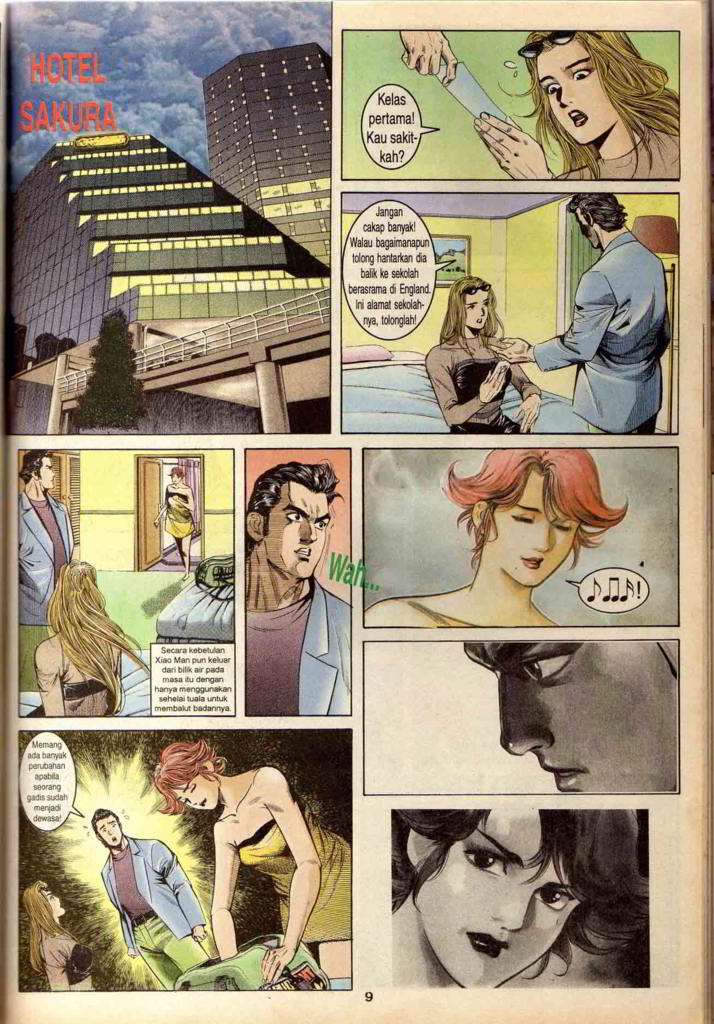 HOTEL
SAKURA
Kelas
pertama!
Kau sakit-
kah?
Jangan
cakap banyak!
Walau bagaimanapun
tolong hantarkan dia
balik ke sekolah
berasrama di England.
Ini alamat sekolah-
nya, tolonglah!
Secara kebetulan
Xiao Man pun keluar
dari bilik air pada
masa itu dengan
hanya menggunakan
sehelai tuala untuk
membalut badannya.
Wah...
♪♫♪!
Memang
ada banyak
perubahan
apabila
seorang
gadis sudah
menjadi
dewasa!
9